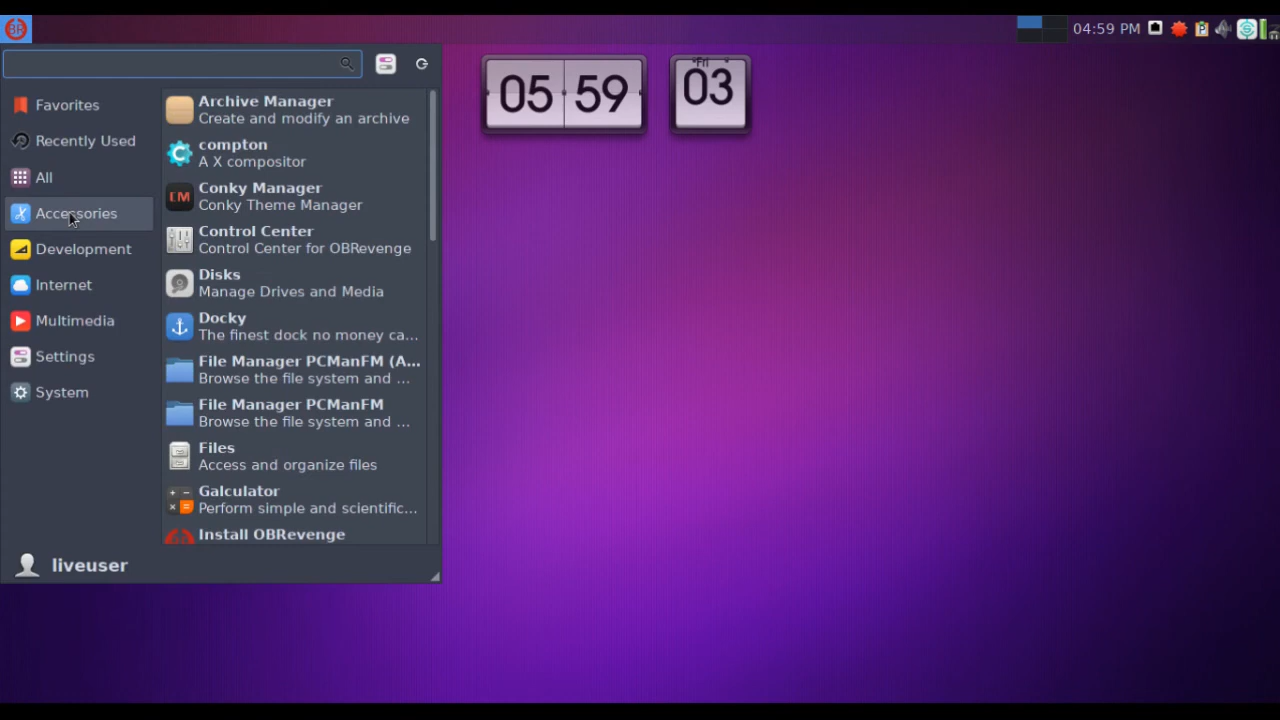 04:59 PM
Favorites
Recently Used
All
Accessories
Development
Internet
Multimedia
Settings
System
Archive Manager
Create and modify an archive
compton
A X compositor
Conky Manager
Conky Theme Manager
Control Center
Control Center for OBRevenge
Disks
Manage Drives and Media
Docky
The finest dock no money ca...
File Manager PCManFM (A...
Browse the file system and ...
File Manager PCManFM
Browse the file system and ...
Files
Access and organize files
Galculator
Perform simple and scientific...
Install OBRevenge
liveuser
05 59
Fri
03